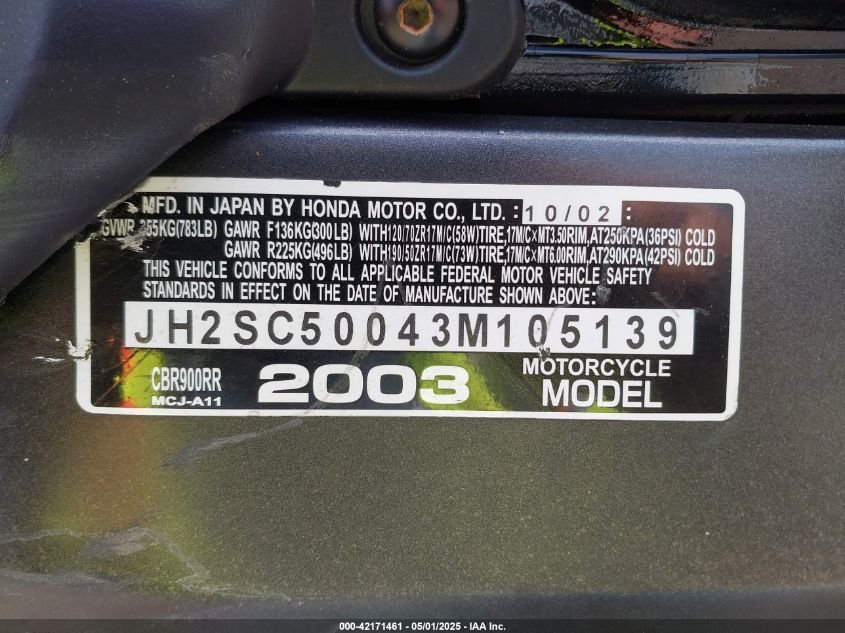 MFD. IN JAPAN BY HONDA MOTOR CO., LTD. : 10/02 :
GVWR 355KG(783LB) GAWR F136KG(300LB) WITH120/70ZR17M/C(58W)TIRE,17M/C×MT3.50RIM,AT250KPA(36PSI) COLD
GAWR R225KG(496LB) WITH190/50ZR17M/C(73W)TIRE,17M/C×MT6.00RIM,AT290KPA(42PSI) COLD
THIS VEHICLE CONFORMS TO ALL APPLICABLE FEDERAL MOTOR VEHICLE SAFETY
STANDARDS IN EFFECT ON THE DATE OF MANUFACTURE SHOWN ABOVE:
JH2SC50043M105139
CBR900RR 2003 MOTORCYCLE
MCJ-A11 MODEL
000-42171461 - 05/01/2025 - IAA Inc.